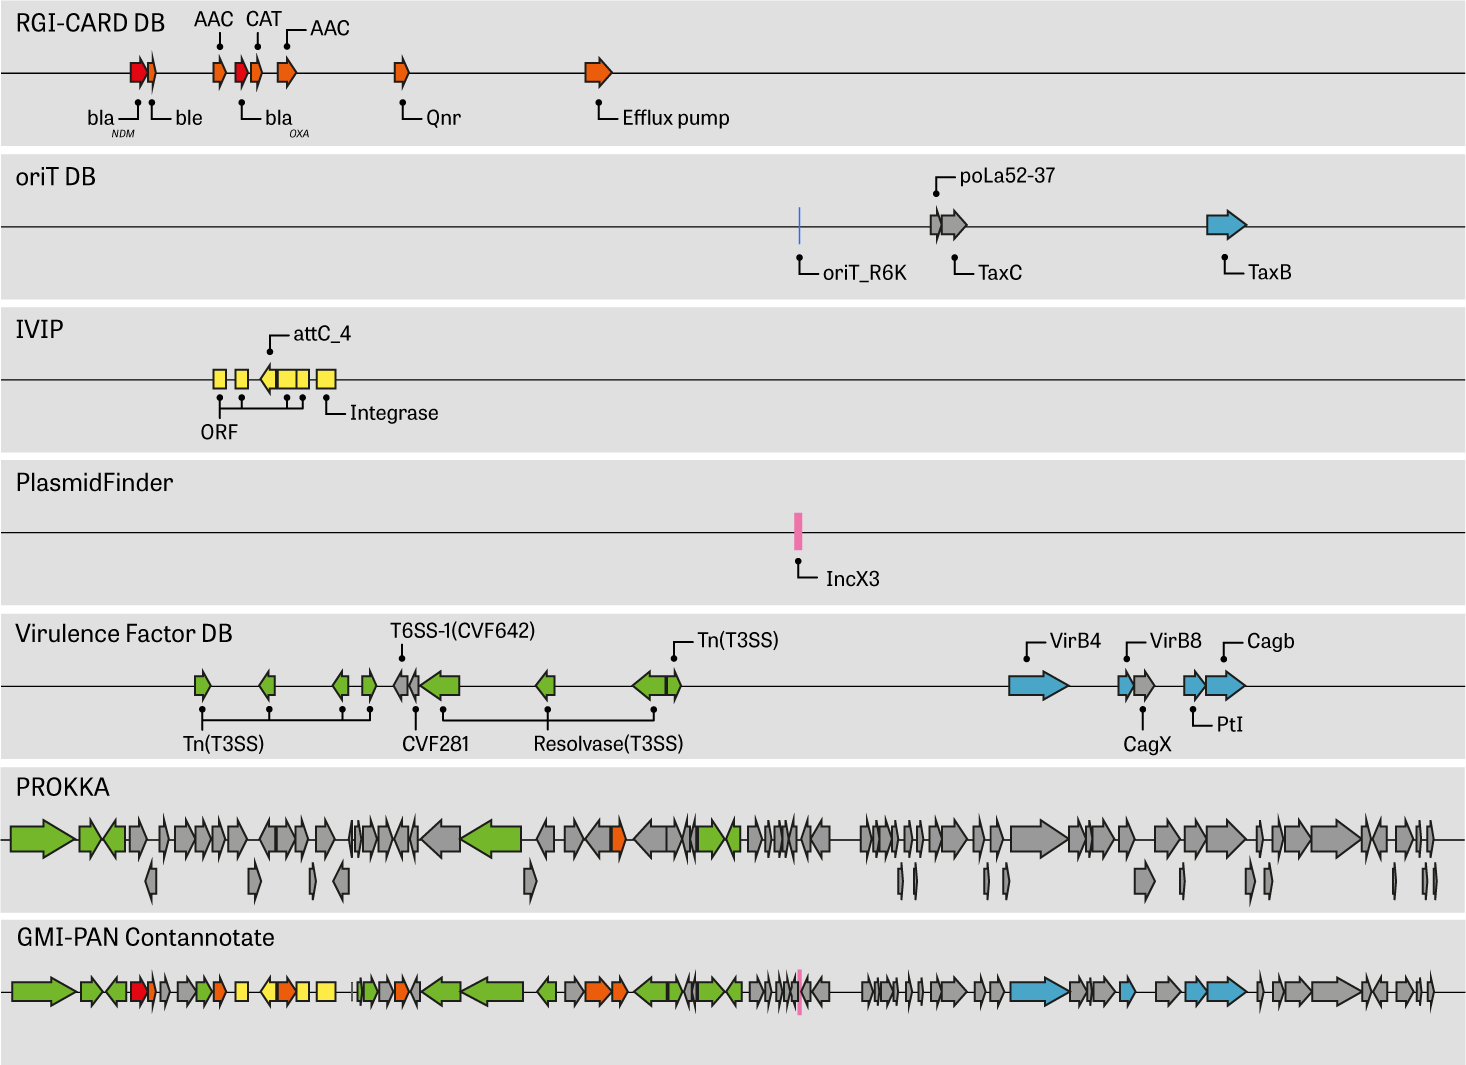 RGI-CARD DB
AAC CAT AAC
bla NDM ble bla OXA Qnr Efflux pump
oriT DB
poLa52-37
oriT_R6K TaxC TaxB
IVIP
attC_4
Integrase
ORF
PlasmidFinder
IncX3
Virulence Factor DB
T6SS-1(CVF642) Tn(T3SS) VirB4 VirB8 Cagb
PtI
Tn(T3SS) CVF281 Resolvase(T3SS) CagX
PROKKA
GMI-PAN Contannotate